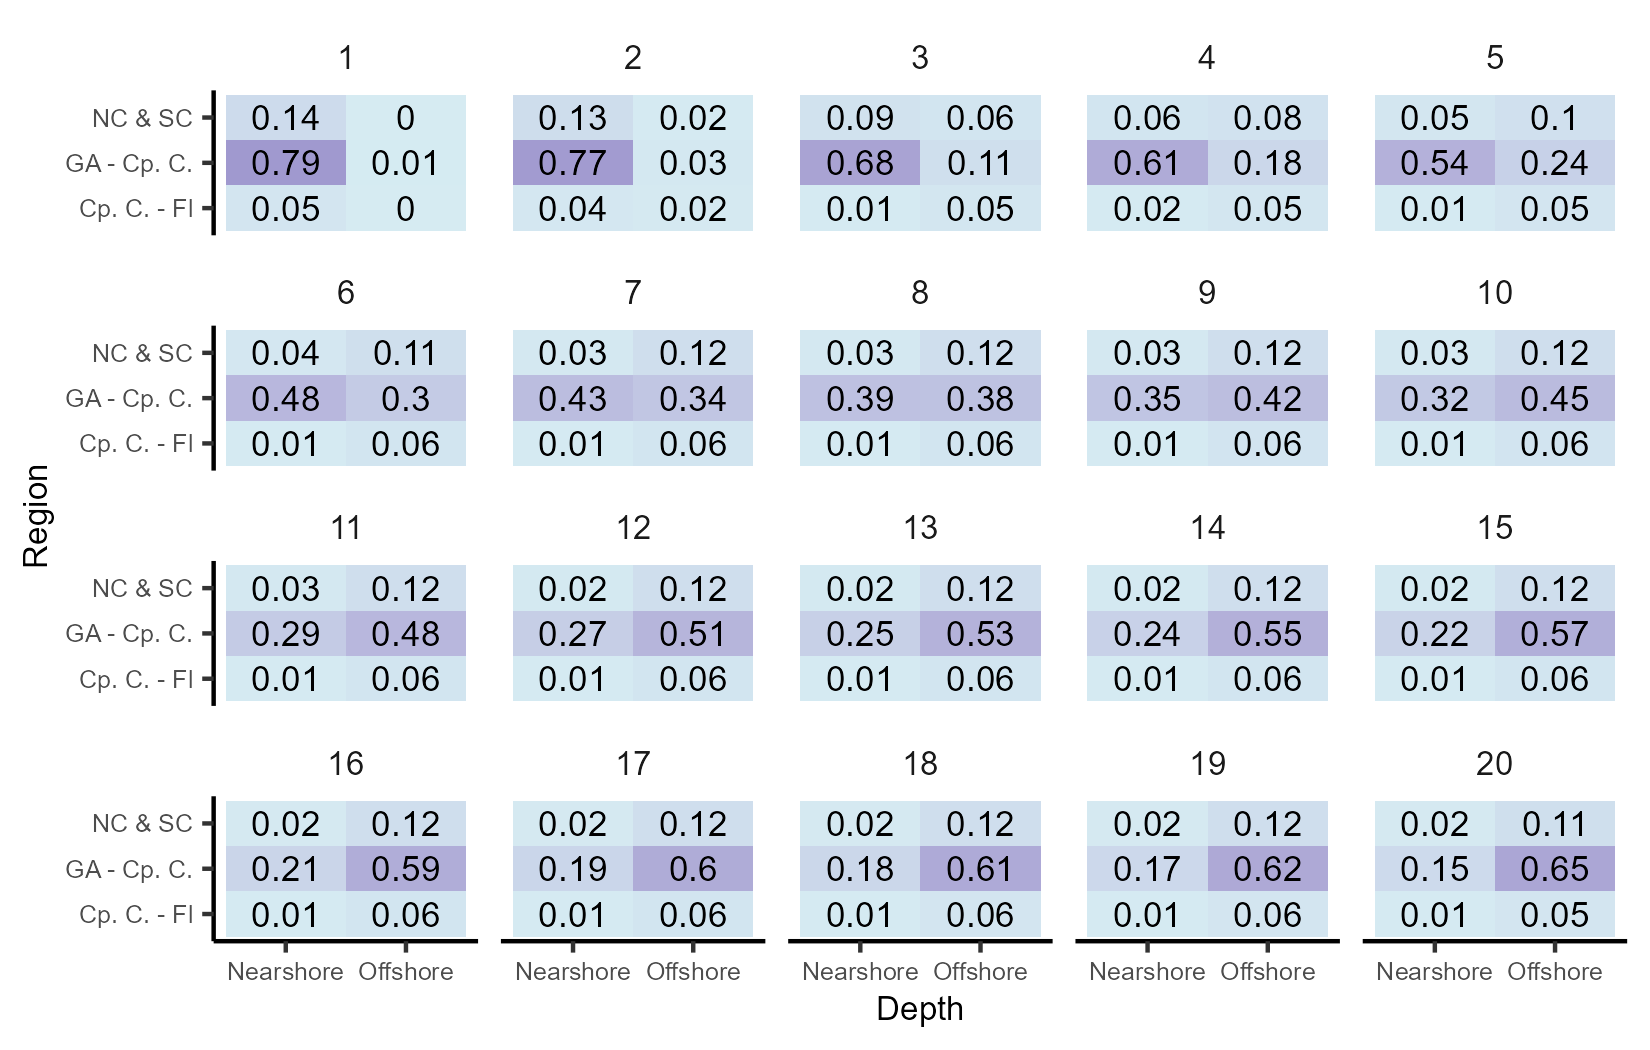 1 2 3 4 5
NC & SC 0.14 0 0.13 0.02 0.09 0.06 0.06 0.08 0.05 0.1
GA - Cp. C. 0.79 0.01 0.77 0.03 0.68 0.11 0.61 0.18 0.54 0.24
Cp. C. - Fl 0.05 0 0.04 0.02 0.01 0.05 0.02 0.05 0.01 0.05
6 7 8 9 10
NC & SC 0.04 0.11 0.03 0.12 0.03 0.12 0.03 0.12 0.03 0.12
GA - Cp. C. 0.48 0.3 0.43 0.34 0.39 0.38 0.35 0.42 0.32 0.45
Cp. C. - Fl 0.01 0.06 0.01 0.06 0.01 0.06 0.01 0.06 0.01 0.06
Region
11 12 13 14 15
NC & SC 0.03 0.12 0.02 0.12 0.02 0.12 0.02 0.12 0.02 0.12
GA - Cp. C. 0.29 0.48 0.27 0.51 0.25 0.53 0.24 0.55 0.22 0.57
Cp. C. - Fl 0.01 0.06 0.01 0.06 0.01 0.06 0.01 0.06 0.01 0.06
16 17 18 19 20
NC & SC 0.02 0.12 0.02 0.12 0.02 0.12 0.02 0.12 0.02 0.11
GA - Cp. C. 0.21 0.59 0.19 0.6 0.18 0.61 0.17 0.62 0.15 0.65
Cp. C. - Fl 0.01 0.06 0.01 0.06 0.01 0.06 0.01 0.06 0.01 0.05
Nearshore Offshore Nearshore Offshore Nearshore Offshore Nearshore Offshore Nearshore Offshore
Depth